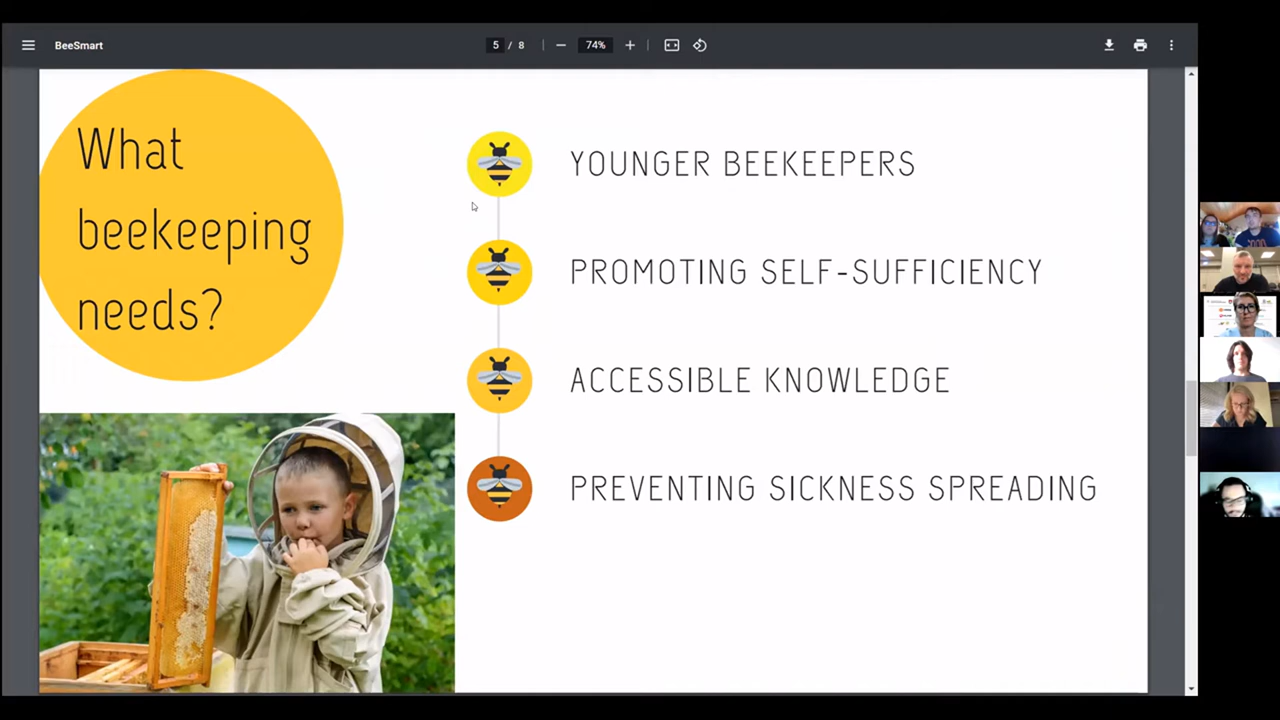 BeeSmart
5 / 8
74%
What
beekeeping
needs?
YOUNGER BEEKEEPERS
PROMOTING SELF-SUFFICIENCY
ACCESSIBLE KNOWLEDGE
PREVENTING SICKNESS SPREADING